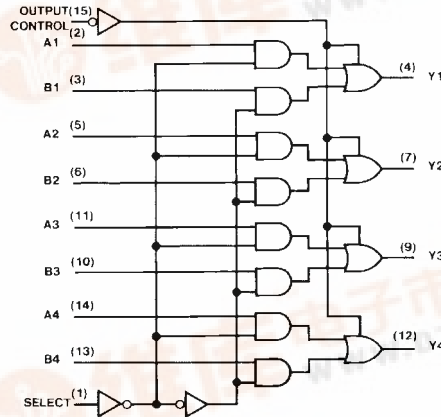 OUTPUT (15)
CONTROL
(2)
A1
(4)
Y1
(3)
B1
(5)
A2
(7)
Y2
(6)
B2
(11)
A3
(9)
Y3
(10)
B3
(14)
A4
(12)
Y4
(13)
B4
SELECT (1)